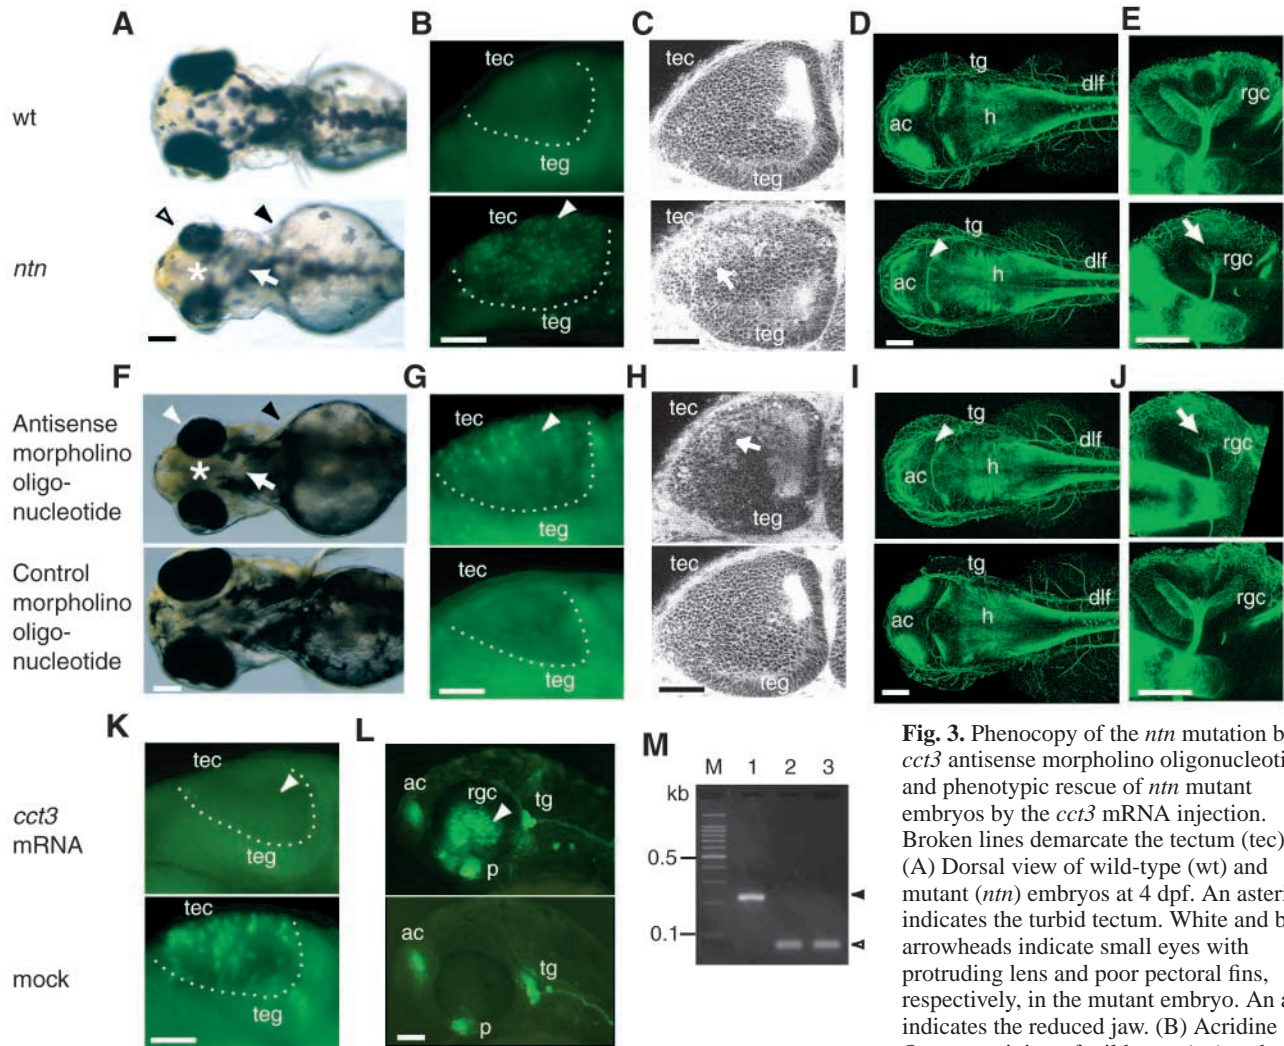 A B C D E
wt
tec
teg
tec
teg
tg
dlf
ac
h
rgc
ntn
*
tec
teg
tec
teg
tg
dlf
ac
h
rgc
F G H I J
Antisense
morpholino
oligo-
nucleotide
*
tec
teg
tec
teg
tg
dlf
ac
h
rgc
Control
morpholino
oligo-
nucleotide
tec
teg
tec
teg
tg
dlf
ac
h
rgc
K L M
cct3
mRNA
tec
teg
ac
rgc
tg
p
mock
tec
teg
ac
tg
p
M 1 2 3
kb
0.5
0.1
Fig. 3. Phenocopy of the ntn mutation
cct3 antisense morpholino
and phenotypic rescue of ntn mutant
embryos by the cct3 mRNA injection.
Broken lines demarcate the tectum (tec)
(A) Dorsal view of wild-type (wt) and
mutant (ntn) embryos at 4 dpf. An
indicates the turbid tectum. White and
arrowheads indicate small eyes with
protruding lens and poor pectoral fins,
respectively, in the mutant embryo. An
indicates the reduced jaw. (B) Acridine